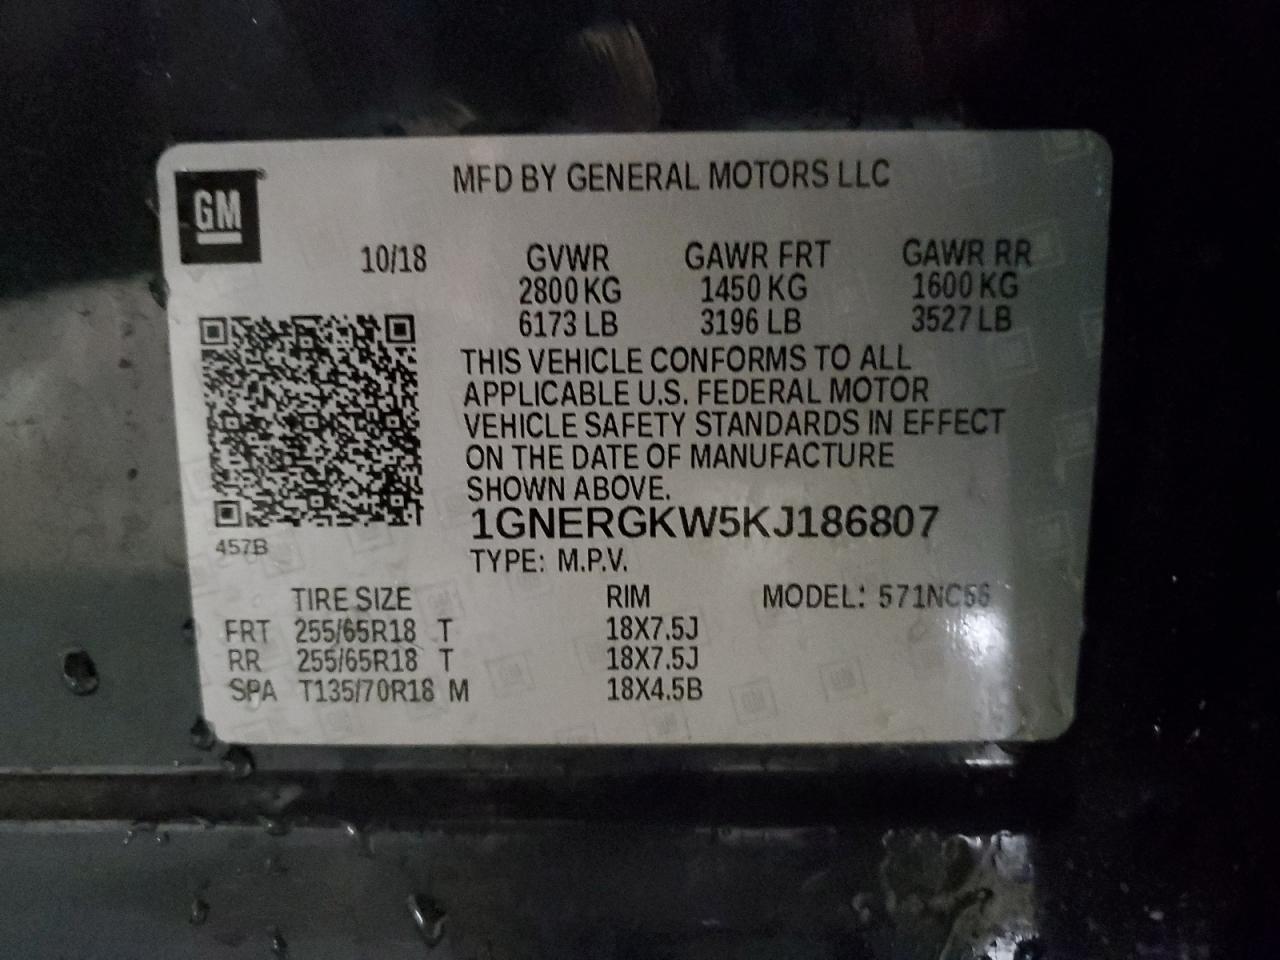 GM
MFD BY GENERAL MOTORS LLC
10/18 GVWR GAWR FRT GAWR RR
2800 KG 1450 KG 1600 KG
6173 LB 3196 LB 3527 LB
THIS VEHICLE CONFORMS TO ALL
APPLICABLE U.S. FEDERAL MOTOR
VEHICLE SAFETY STANDARDS IN EFFECT
ON THE DATE OF MANUFACTURE
SHOWN ABOVE.
1GNERGKW5KJ186807
457B
TYPE: M.P.V.
TIRE SIZE RIM MODEL: 571NC56
FRT 255/65R18 T 18X7.5J
RR 255/65R18 T 18X7.5J
SPA T135/70R18 M 18X4.5B